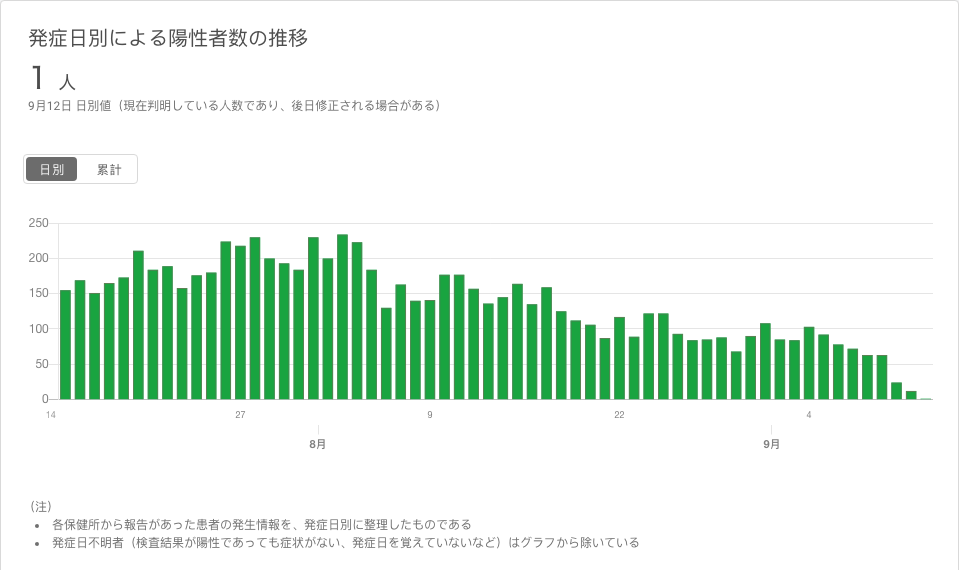 発症日別による陽性者数の推移
1 人
9月12日 日別値（現在判明している人数であり、後日修正される場合がある）
日別 累計
250
200
150
100
50
0
14 27 9 22 4
8月 9月
（注）
• 各保健所から報告があった患者の発生情報を、発症日別に整理したものである
• 発症日不明者（検査結果が陽性であっても症状がない、発症日を覚えていないなど）はグラフから除いている